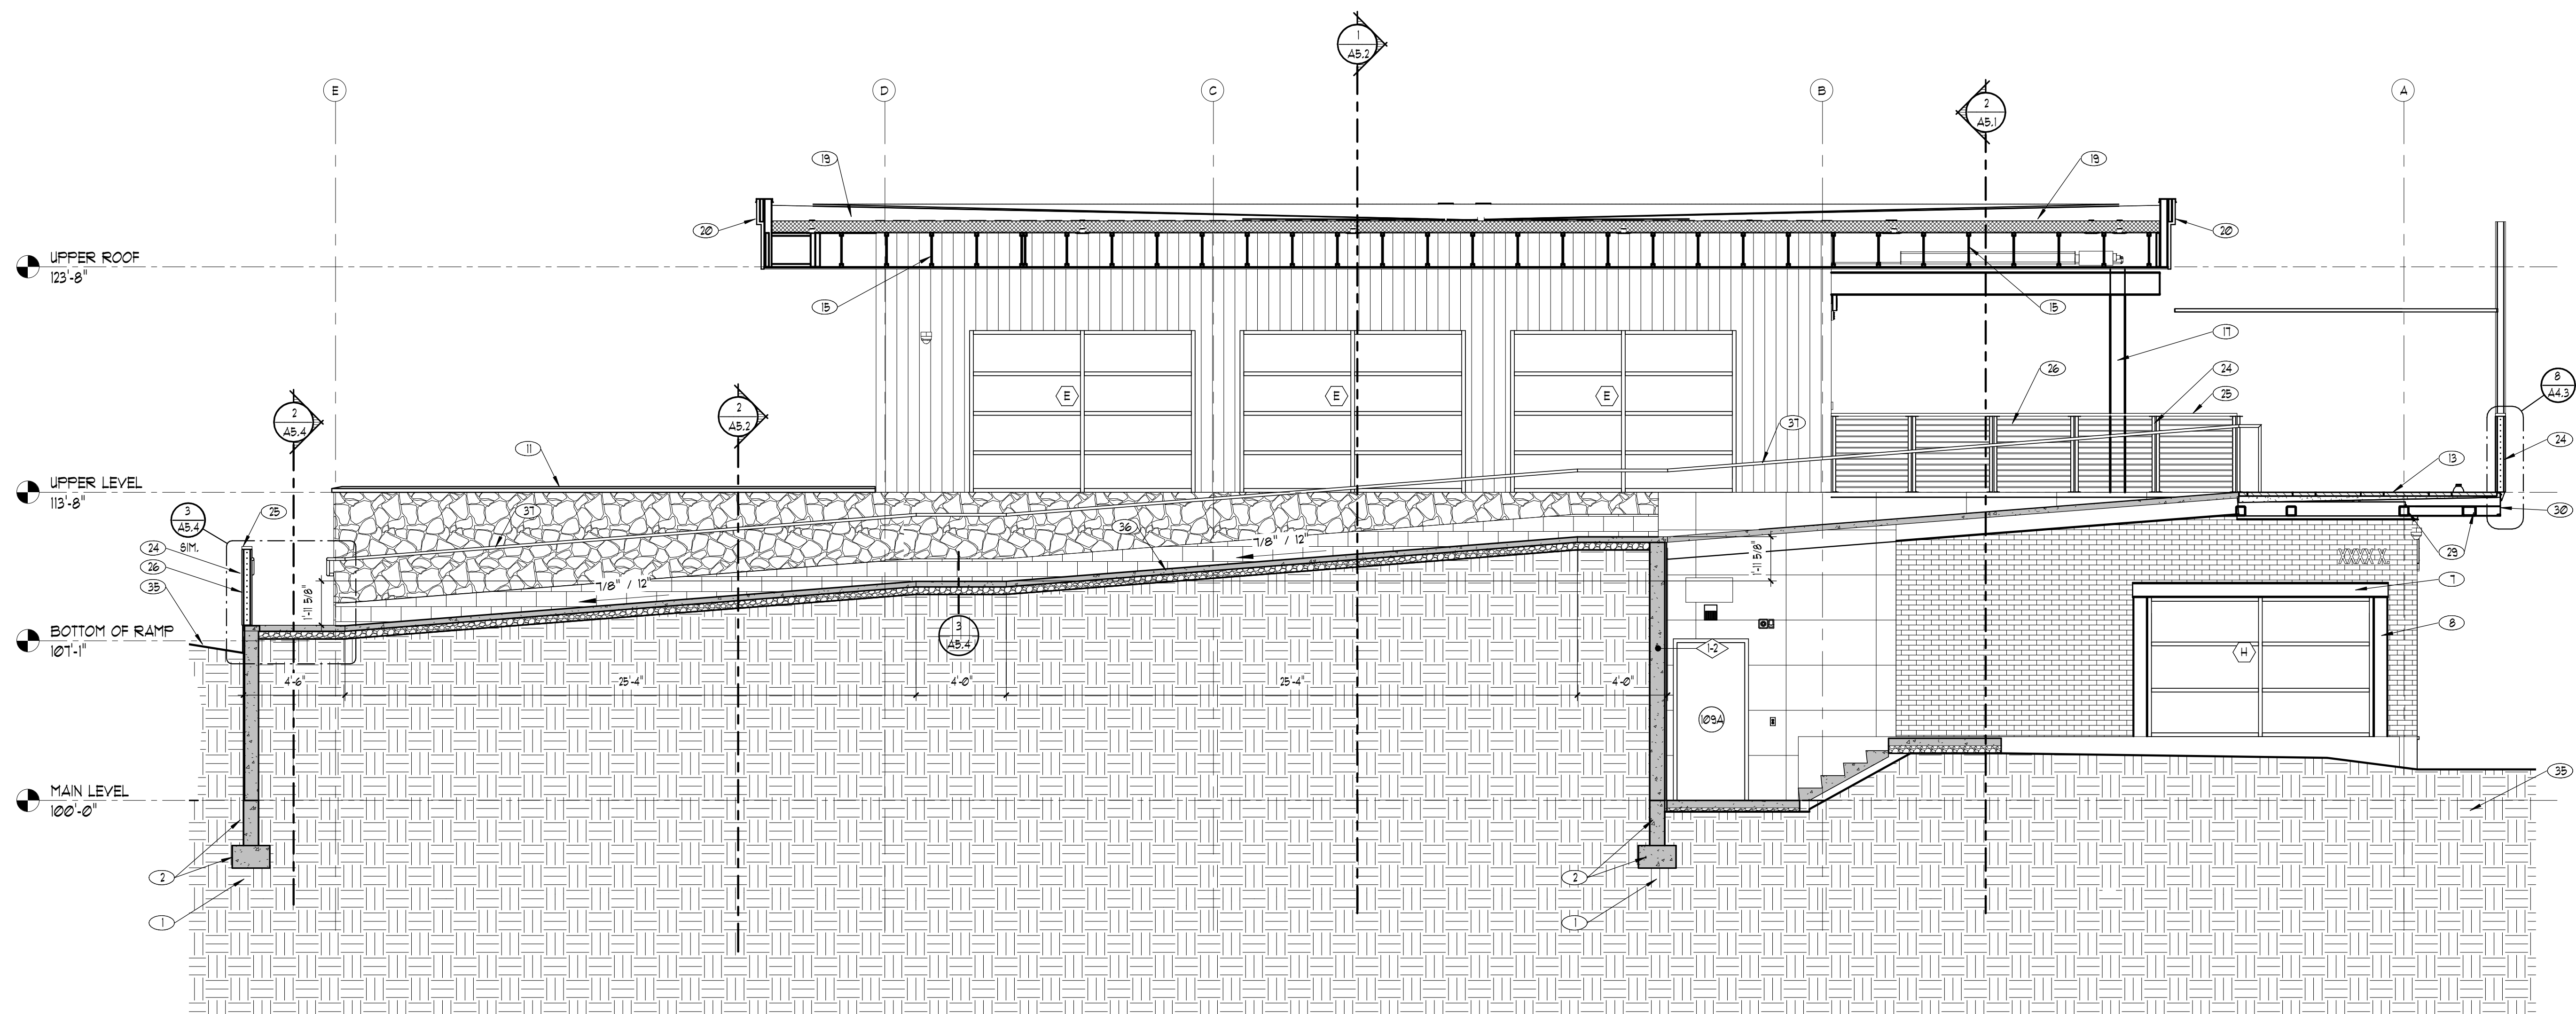 1
A5.2
E
D
C
B
A
2
A5.1
19
19
20
20
UPPER ROOF
123'-8"
15
15
17
8
A4.3
26
24
25
E
E
E
2
A5.4
2
A5.2
37
24
11
13
UPPER LEVEL
113'-8"
3
A5.4
25
37
36
30
SIM.
24
7/8" / 12"
1'-11 5/8"
29
XXXX X.
26
7
35
1'-11 5/8"
7/8" / 12"
8
BOTTOM OF RAMP
107'-1"
3
A5.4
1-2
H
4'-6"
25'-4"
4'-0"
25'-4"
4'-0"
109A
35
MAIN LEVEL
100'-0"
2
2
1
1